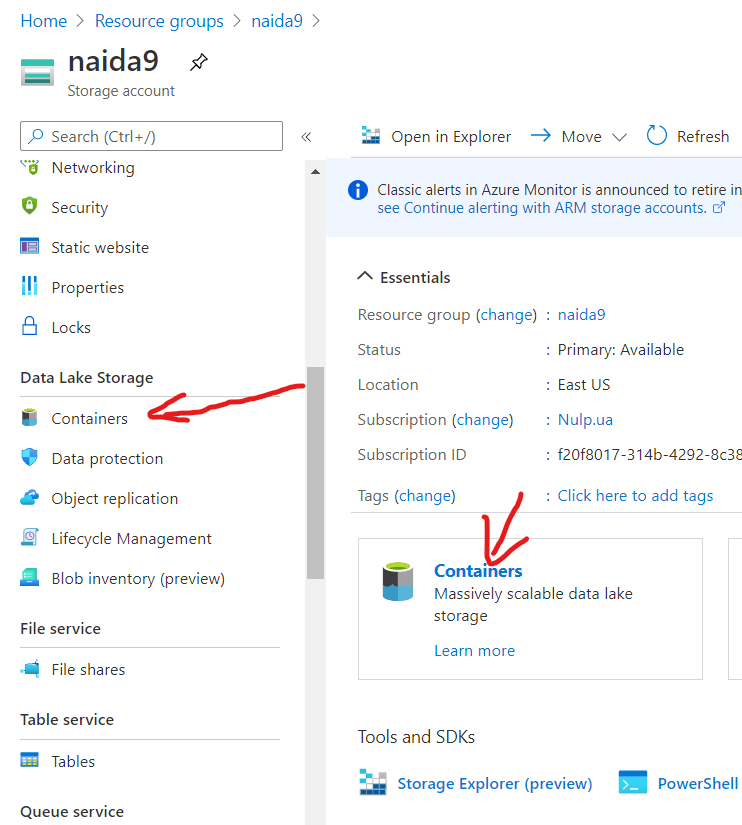 Home > Resource groups > naida9 >
naida9
Storage account
Search (Ctrl+/)
«
Networking
Security
Static website
Properties
Locks
Data Lake Storage
Containers
Data protection
Object replication
Lifecycle Management
Blob inventory (preview)
File service
File shares
Table service
Tables
Queue service
Open in Explorer Move Refresh
Classic alerts in Azure Monitor is announced to retire in
see Continue alerting with ARM storage accounts.
Essentials
Resource group (change) : naida9
Status : Primary: Available
Location : East US
Subscription (change) : Nulp.ua
Subscription ID : f20f8017-314b-4292-8c38
Tags (change) : Click here to add tags
Containers
Massively scalable data lake
storage
Learn more
Tools and SDKs
Storage Explorer (preview) PowerShell